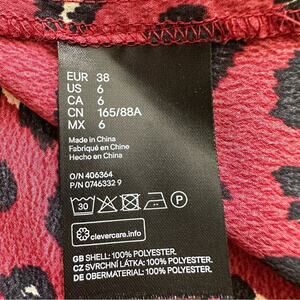 EUR 38
US 6
CA 6
CN 165/88A
MX 6
Made in China
Fabriqué en Chine
Hecho en China
O/N 406364
P/N 0746332 9
30 P
clevercare.info
GB SHELL: 100% POLYESTER.
CZ SVRCHNÍ LÁTKA: 100% POLYESTER.
DE OBERMATERIAL: 100% POLYESTER.